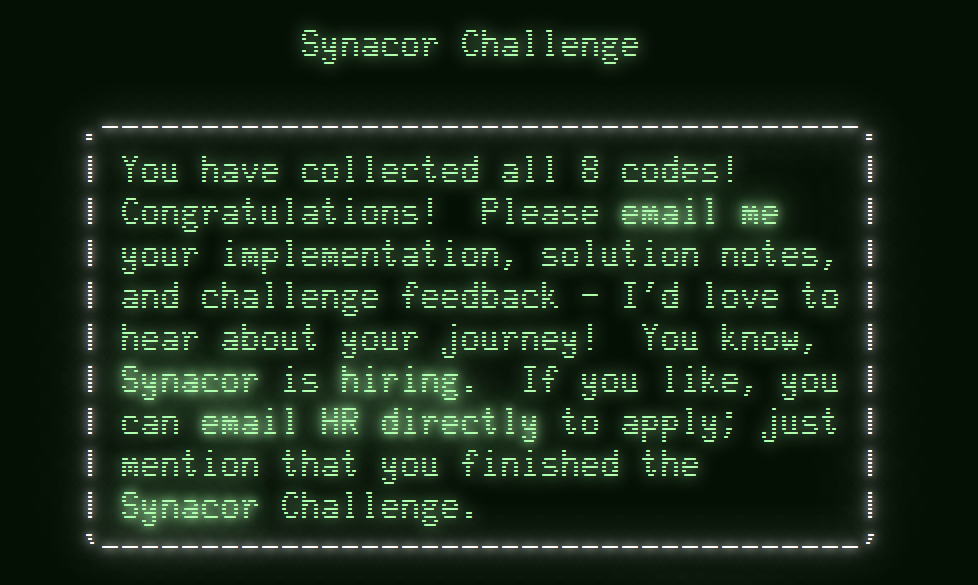 Synacor Challenge
You have collected all 8 codes!
Congratulations!  Please email me
your implementation, solution notes,
and challenge feedback - I'd love to
hear about your journey!  You know,
Synacor is hiring.  If you like, you
can email HR directly to apply; just
mention that you finished the
Synacor Challenge.